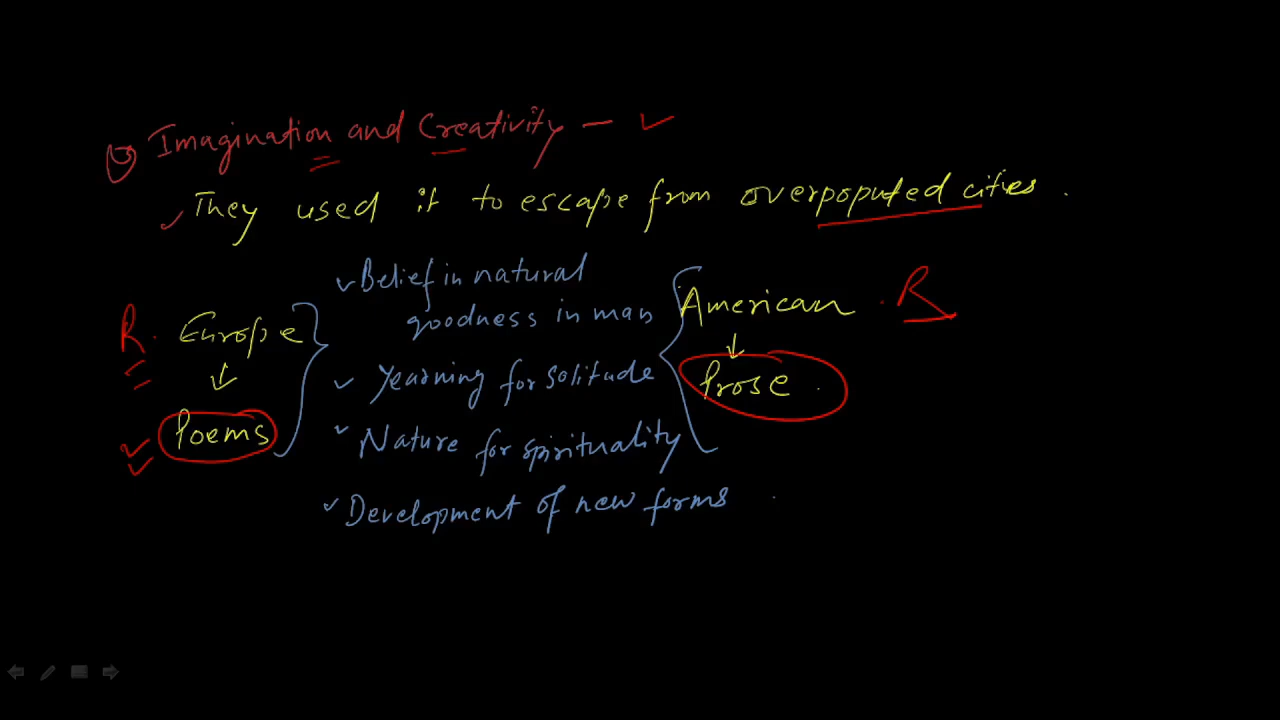 Imagination and Creativity -
They used it to escape from overpoputed cities.
Belief in natural
goodness in man
R. Europe
American. R
Yearning for solitude
Prose.
Poems
Nature for spirituality
Development of new forms